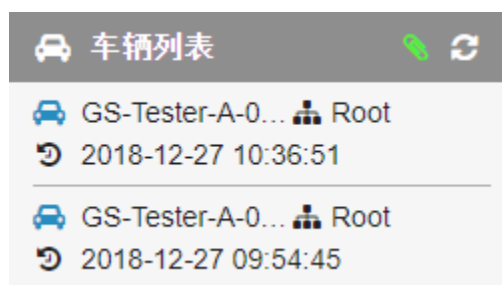 车辆列表
GS-Tester-A-0... Root
2018-12-27 10:36:51
GS-Tester-A-0... Root
2018-12-27 09:54:45